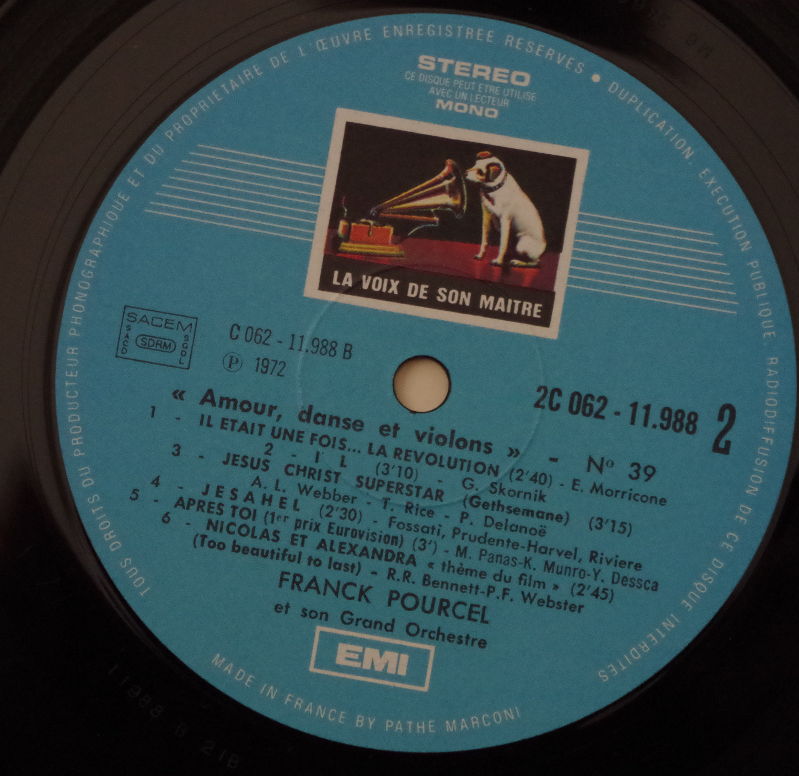 TOUS DROITS DU PRODUCTEUR PHONOGRAPHIQUE ET DU PROPRIETAIRE DE L'ŒUVRE ENREGISTREE RESERVES • DUPLICATION, EXECUTION PUBLIQUE, RADIODIFFUSION DE CE DISQUE INTERDITES
STEREO
CE DISQUE PEUT ETRE UTILISE
AVEC UN LECTEUR
MONO
LA VOIX DE SON MAITRE
SACEM
SACD
SDRM
SGDL
C 062 - 11.988 B
Ⓟ 1972
2C 062 - 11.988 2
« Amour, danse et violons » - Nº 39
1 - IL ETAIT UNE FOIS... LA REVOLUTION (2'40) - E. Morricone
2 - I L (3'10) - G. Skornik
3 - JESUS CHRIST SUPERSTAR (Gethsemane) (3'15)
A. L. Webber - T. Rice - P. Delanoë
4 - JESAHEL (2'30) - Fossati, Prudente-Harvel, Riviere
5 - APRES TOI (1er prix Eurovision) (3') - M. Panas-K. Munro-Y. Dessca
6 - NICOLAS ET ALEXANDRA « thème du film » (2'45)
(Too beautiful to last) - R.R. Bennett-P.F. Webster
FRANCK POURCEL
et son Grand Orchestre
EMI
MADE IN FRANCE BY PATHE MARCONI
11988 B 21B